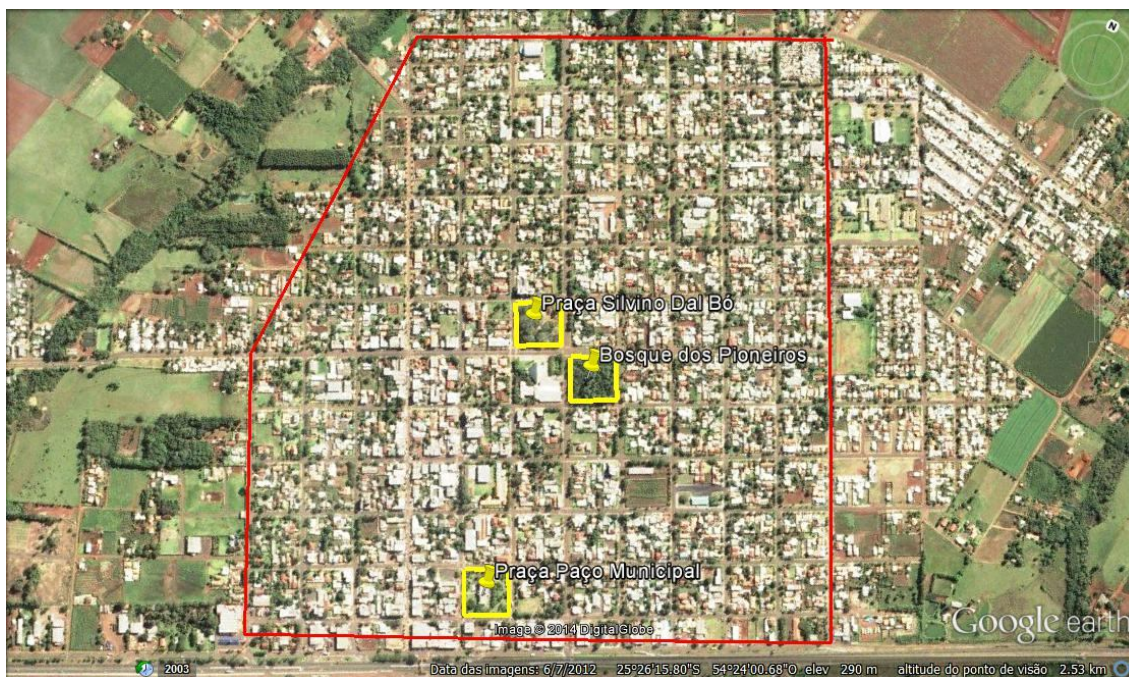 N
Praça Silvino Dal Bó
Bosque dos Pioneiros
Praça Paço Municipal
Image © 2014 DigitalGlobe
Google earth
2003
Data das imagens: 6/7/2012 25°26'15.80"S 54°24'00.68"O elev 290 m altitude do ponto de visão 2.53 km